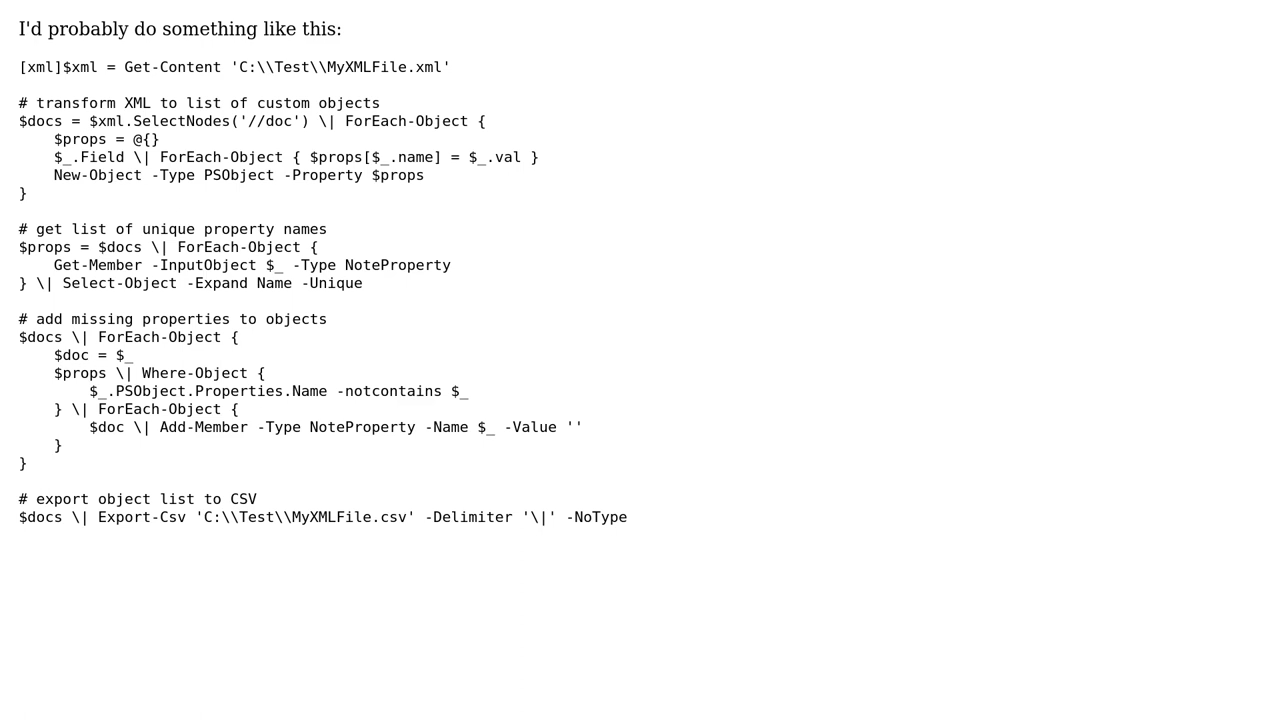 I'd probably do something like this:
[xml]$xml = Get-Content 'C:\\Test\\MyXMLFile.xml'
# transform XML to list of custom objects
$docs = $xml.SelectNodes('//doc') \| ForEach-Object {
    $props = @{}
    $_.Field \| ForEach-Object { $props[$_.name] = $_.val }
    New-Object -Type PSObject -Property $props
}
# get list of unique property names
$props = $docs \| ForEach-Object {
    Get-Member -InputObject $_ -Type NoteProperty
} \| Select-Object -Expand Name -Unique
# add missing properties to objects
$docs \| ForEach-Object {
    $doc = $_
    $props \| Where-Object {
        $_.PSObject.Properties.Name -notcontains $_
    } \| ForEach-Object {
        $doc \| Add-Member -Type NoteProperty -Name $_ -Value ''
    }
}
# export object list to CSV
$docs \| Export-Csv 'C:\\Test\\MyXMLFile.csv' -Delimiter '\|' -NoType